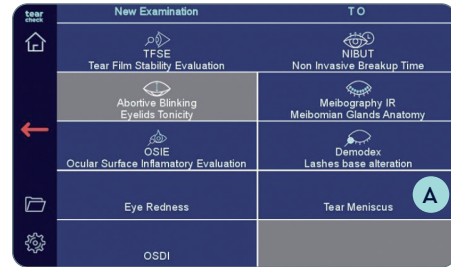 tear
check
New Examination
TO
TFSE
Tear Film Stability Evaluation
NIBUT
Non Invasive Breakup Time
Abortive Blinking
Eyelids Tonicity
Meibography IR
Meibomian Glands Anatomy
OSIE
Ocular Surface Inflamatory Evaluation
Demodex
Lashes base alteration
Eye Redness
Tear Meniscus
A
OSDI